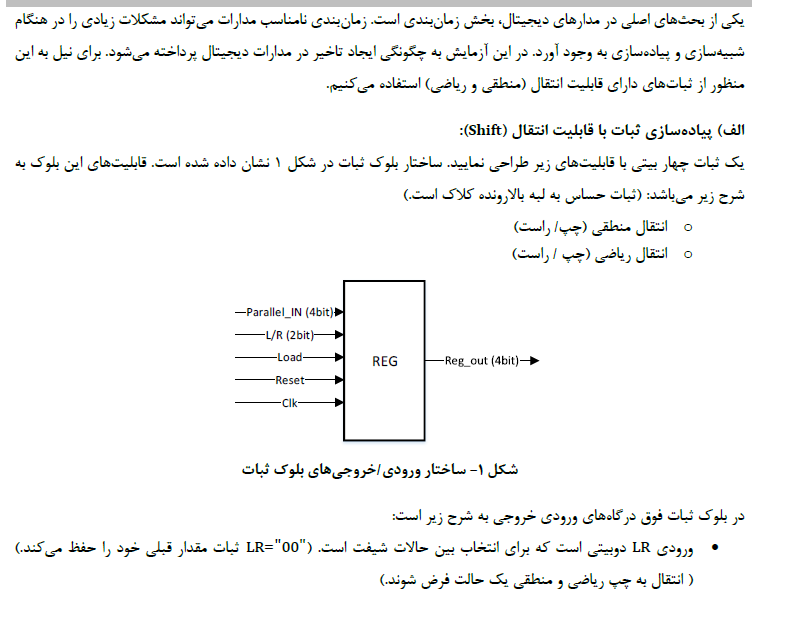 یکی از بحث‌های اصلی در مدارهای دیجیتال، بخش زمان‌بندی است. زمان‌بندی نامناسب مدارات می‌تواند مشکلات زیادی را در هنگام
شبیه‌سازی و پیاده‌سازی به وجود آورد. در این آزمایش به چگونگی ایجاد تاخیر در مدارات دیجیتال پرداخته می‌شود. برای نیل به این
منظور از ثبات‌های دارای قابلیت انتقال (منطقی و ریاضی) استفاده می‌کنیم.
الف) پیاده‌سازی ثبات با قابلیت انتقال (Shift):
یک ثبات چهار بیتی با قابلیت‌های زیر طراحی نمایید. ساختار بلوک ثبات در شکل ۱ نشان داده شده است. قابلیت‌های این بلوک به
شرح زیر می‌باشد: (ثبات حساس به لبه بالارونده کلاک است.)
○ انتقال منطقی (چپ/ راست)
○ انتقال ریاضی (چپ / راست)
Parallel_IN (4bit)
L/R (2bit)
Load
Reset
Clk
REG
Reg_out (4bit)
شکل ۱- ساختار ورودی/خروجی‌های بلوک ثبات
در بلوک ثبات فوق درگاه‌های ورودی خروجی به شرح زیر است:
• ورودی LR دوبیتی است که برای انتخاب بین حالات شیفت است. ("00"=LR ثبات مقدار قبلی خود را حفظ می‌کند.)
( انتقال به چپ ریاضی و منطقی یک حالت فرض شوند.)